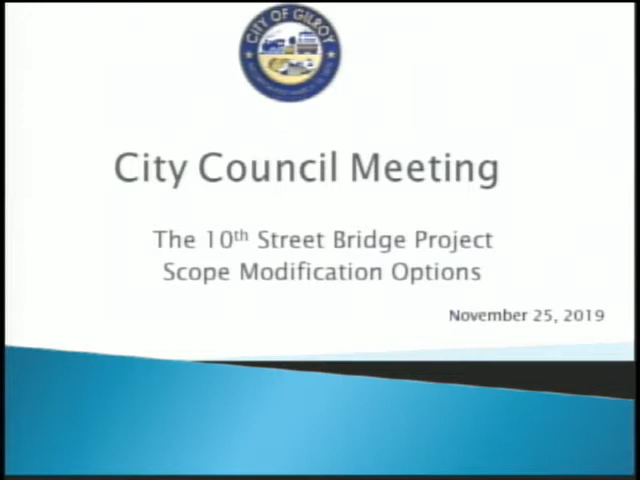 CITY OF GILROY
City Council Meeting
The 10th Street Bridge Project
Scope Modification Options
November 25, 2019